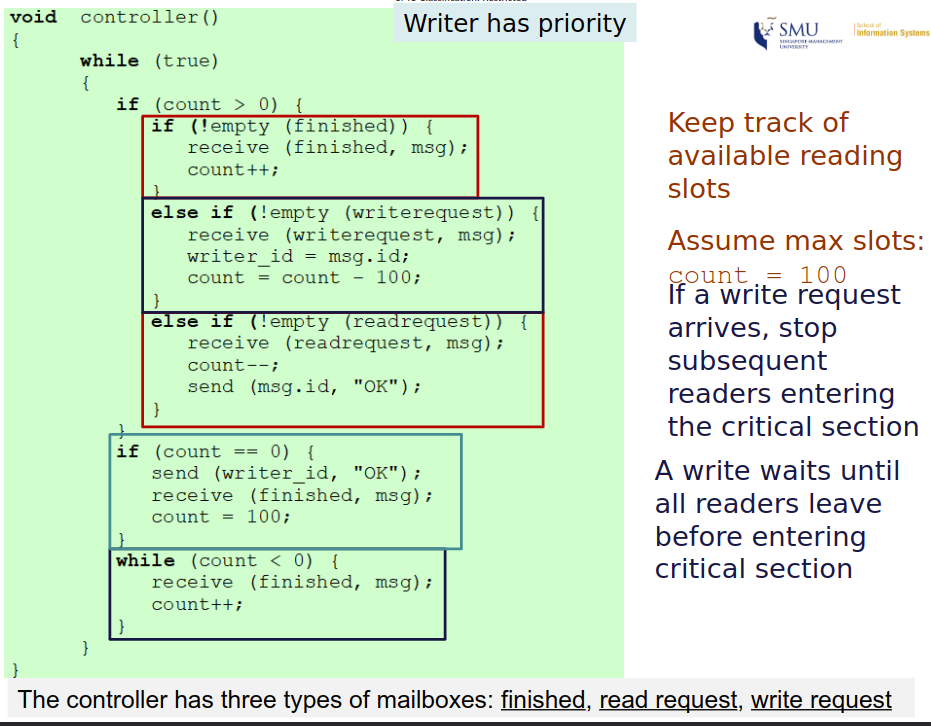 Writer has priority
SMU
SINGAPORE MANAGEMENT
UNIVERSITY
School of
Information Systems
void controller()
{
while (true)
{
if (count > 0) {
if (!empty (finished)) {
receive (finished, msg);
count++;
}
else if (!empty (writerequest)) {
receive (writerequest, msg);
writer_id = msg.id;
count = count - 100;
}
else if (!empty (readrequest)) {
receive (readrequest, msg);
count--;
send (msg.id, "OK");
}
}
if (count == 0) {
send (writer_id, "OK");
receive (finished, msg);
count = 100;
}
while (count < 0) {
receive (finished, msg);
count++;
}
}
}
Keep track of
available reading
slots
Assume max slots:
count = 100
If a write request
arrives, stop
subsequent
readers entering
the critical section
A write waits until
all readers leave
before entering
critical section
The controller has three types of mailboxes: finished, read request, write request